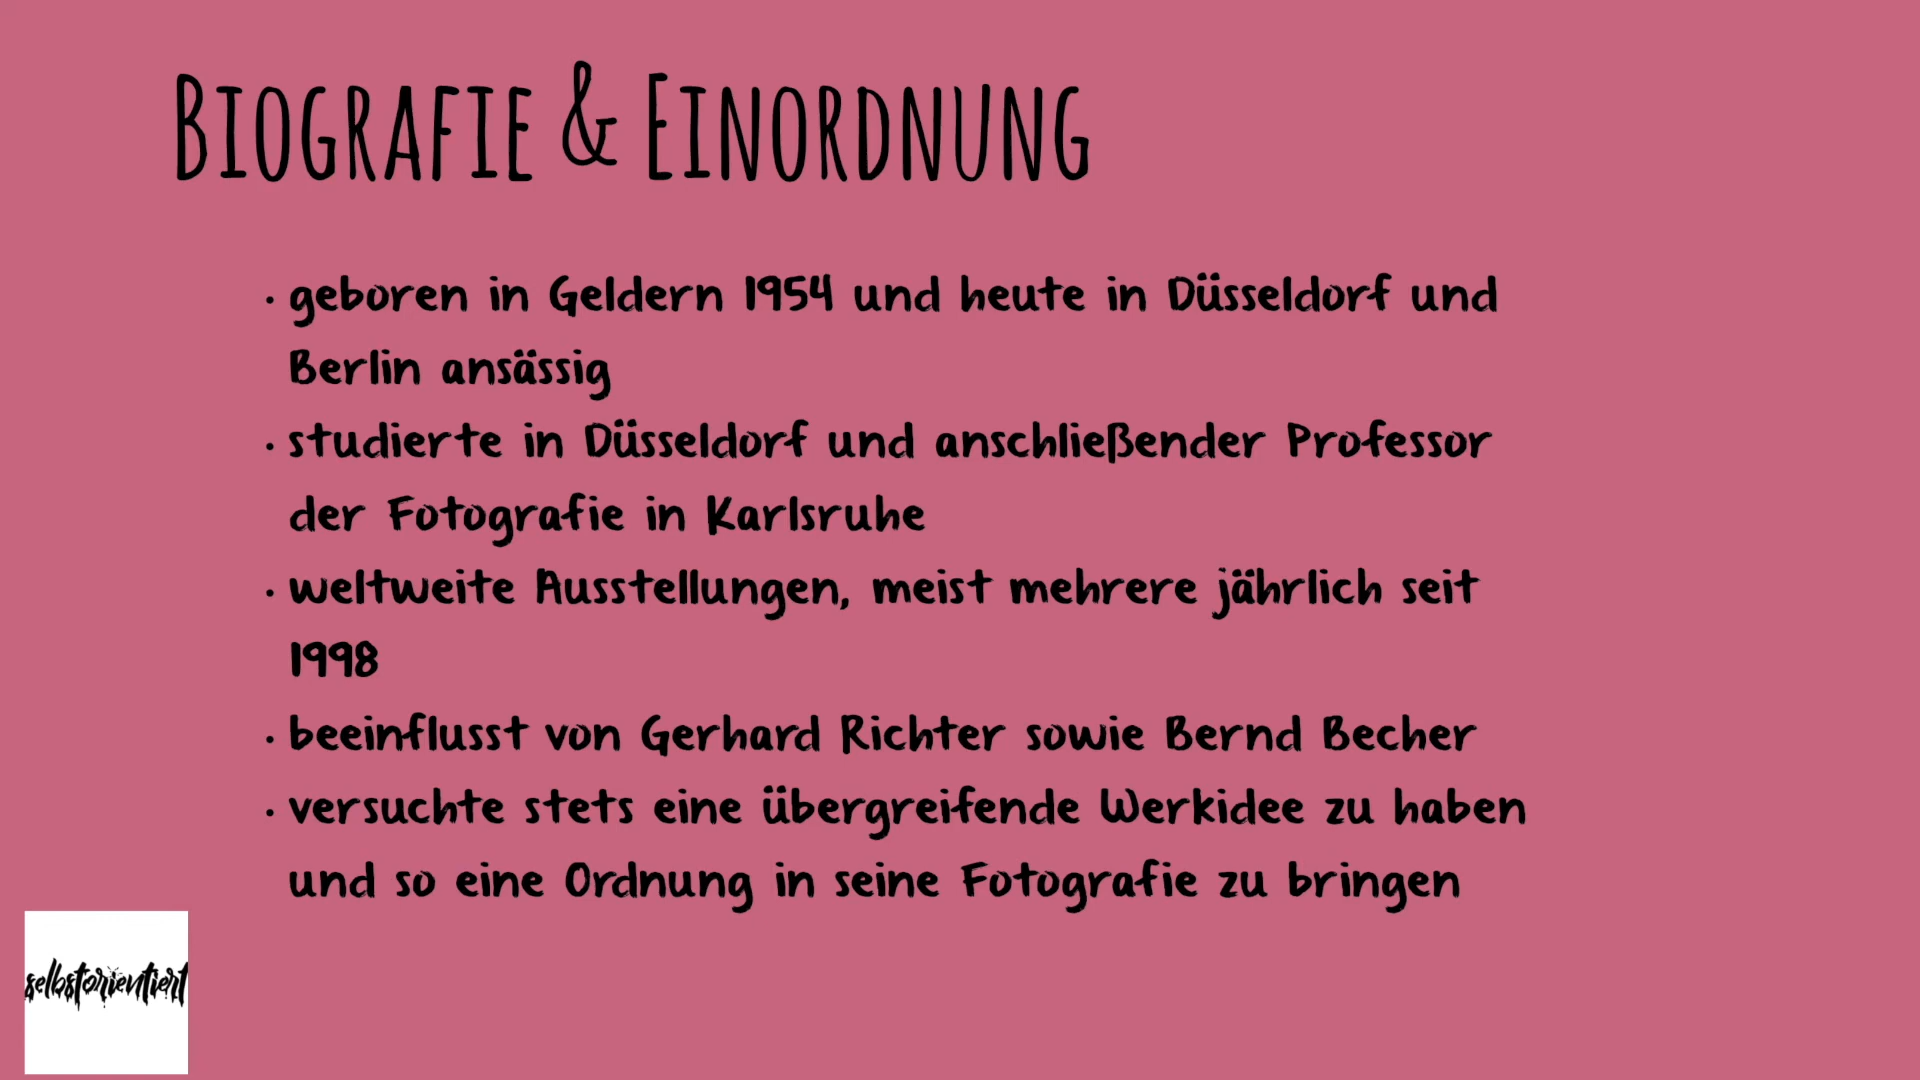 Biografie & Einordnung
• geboren in Geldern 1954 und heute in Düsseldorf und
Berlin ansässig
• studierte in Düsseldorf und anschließender Professor
der Fotografie in Karlsruhe
• weltweite Ausstellungen, meist mehrere jährlich seit
1998
• beeinflusst von Gerhard Richter sowie Bernd Becher
• versuchte stets eine übergreifende Werkidee zu haben
und so eine Ordnung in seine Fotografie zu bringen
selbstorientiert